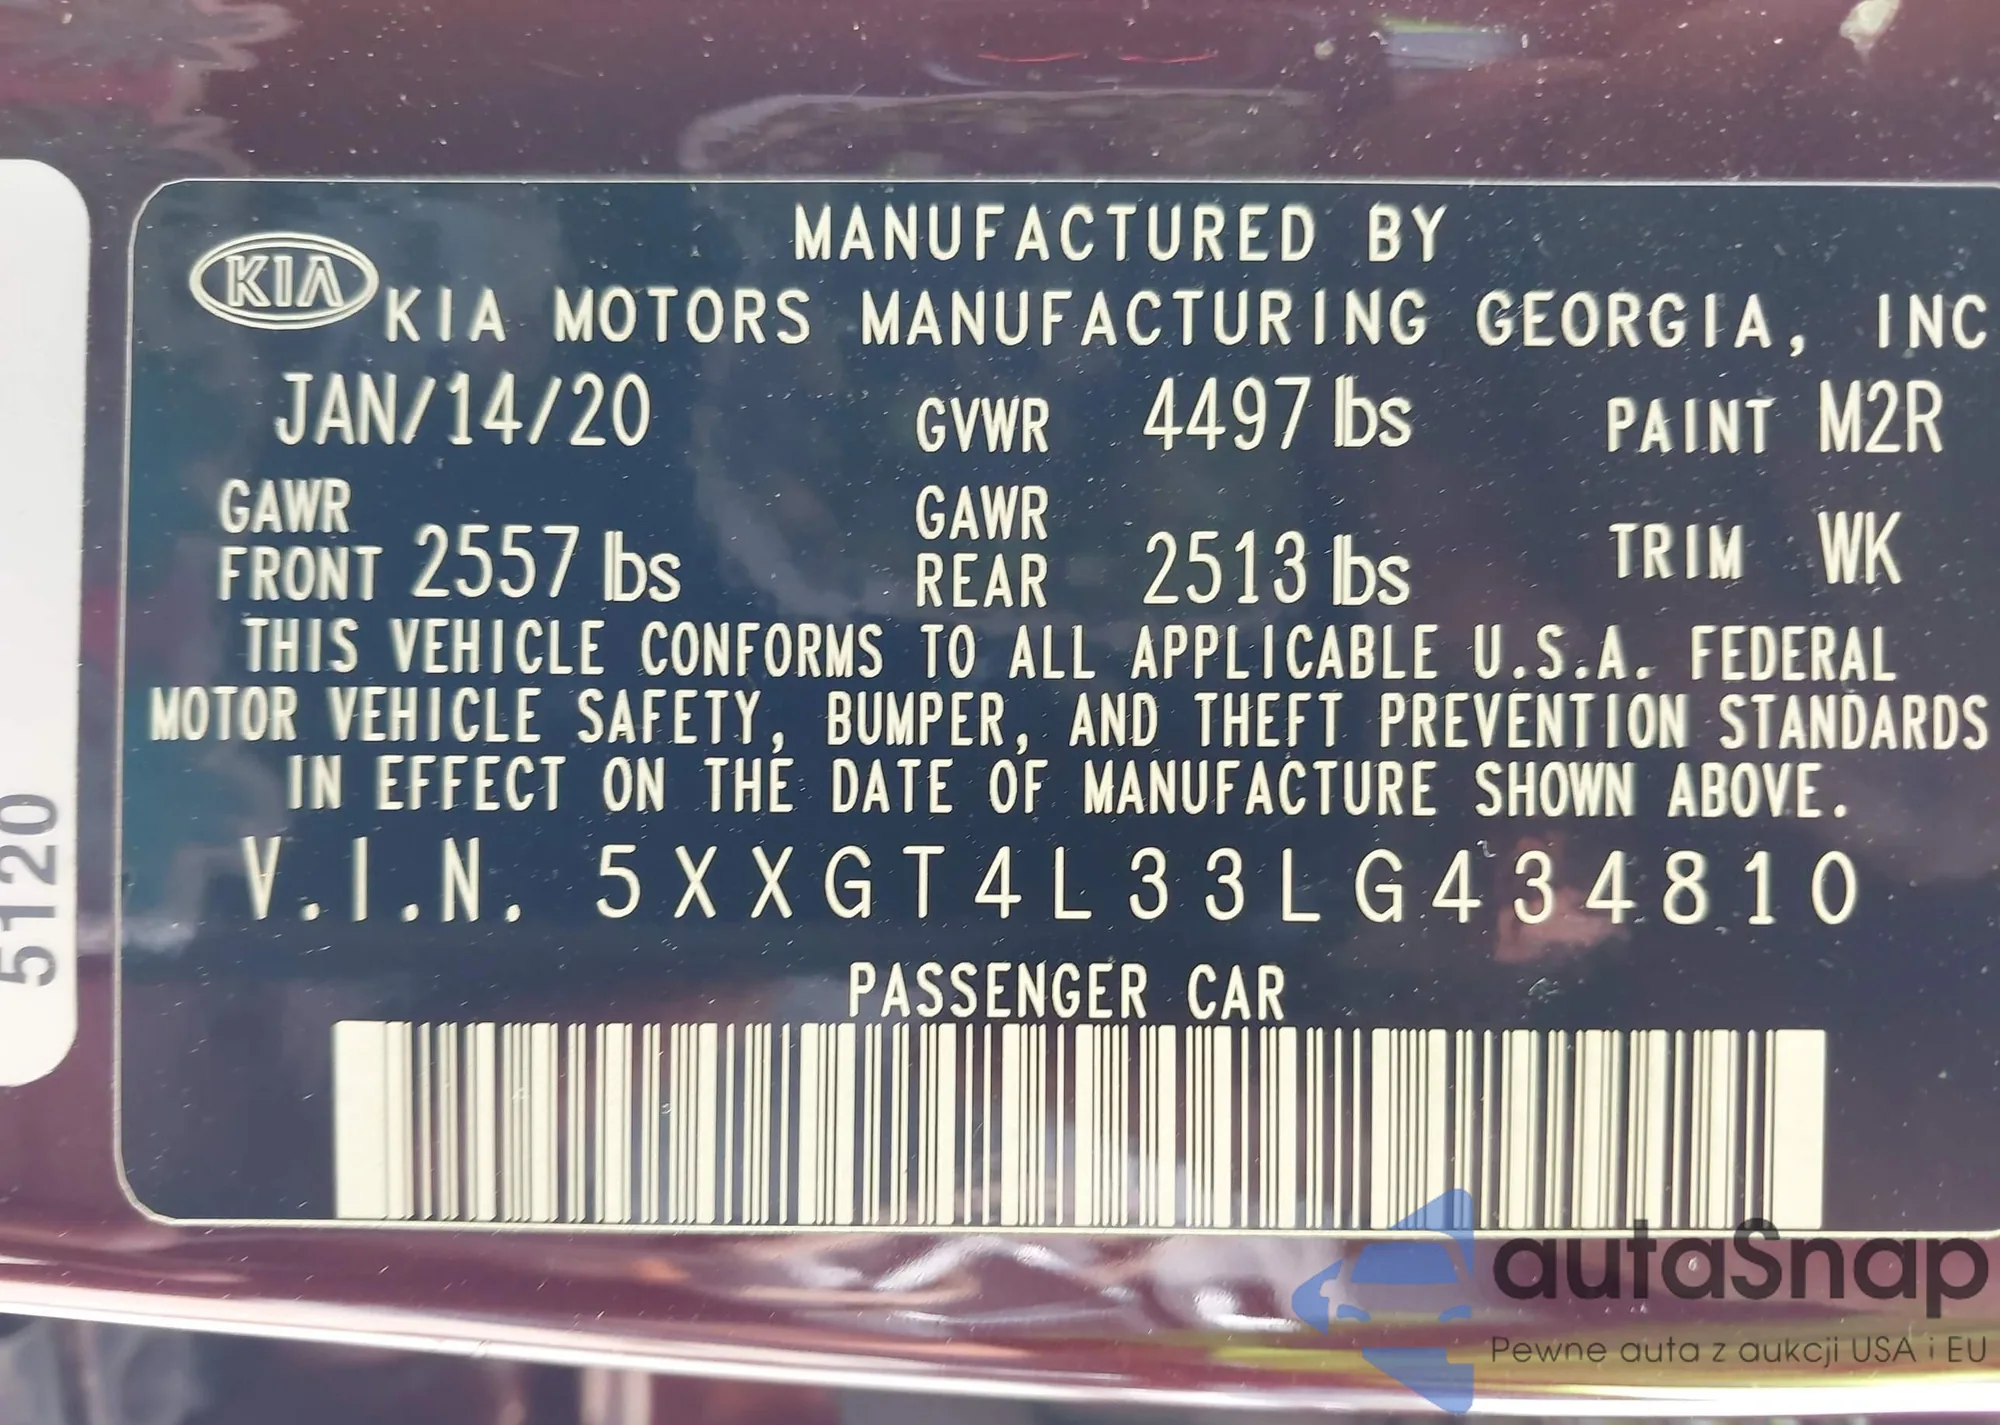 MANUFACTURED BY
KIA KIA MOTORS MANUFACTURING GEORGIA, INC
JAN/14/20 GVWR 4497 lbs PAINT M2R
GAWR FRONT 2557 lbs GAWR REAR 2513 lbs TRIM WK
THIS VEHICLE CONFORMS TO ALL APPLICABLE U.S.A. FEDERAL
MOTOR VEHICLE SAFETY, BUMPER, AND THEFT PREVENTION STANDARDS
IN EFFECT ON THE DATE OF MANUFACTURE SHOWN ABOVE.
V.I.N. 5XXGT4L33LG434810
PASSENGER CAR
5120
autaSnap
Pewne auta z aukcji USA i EU